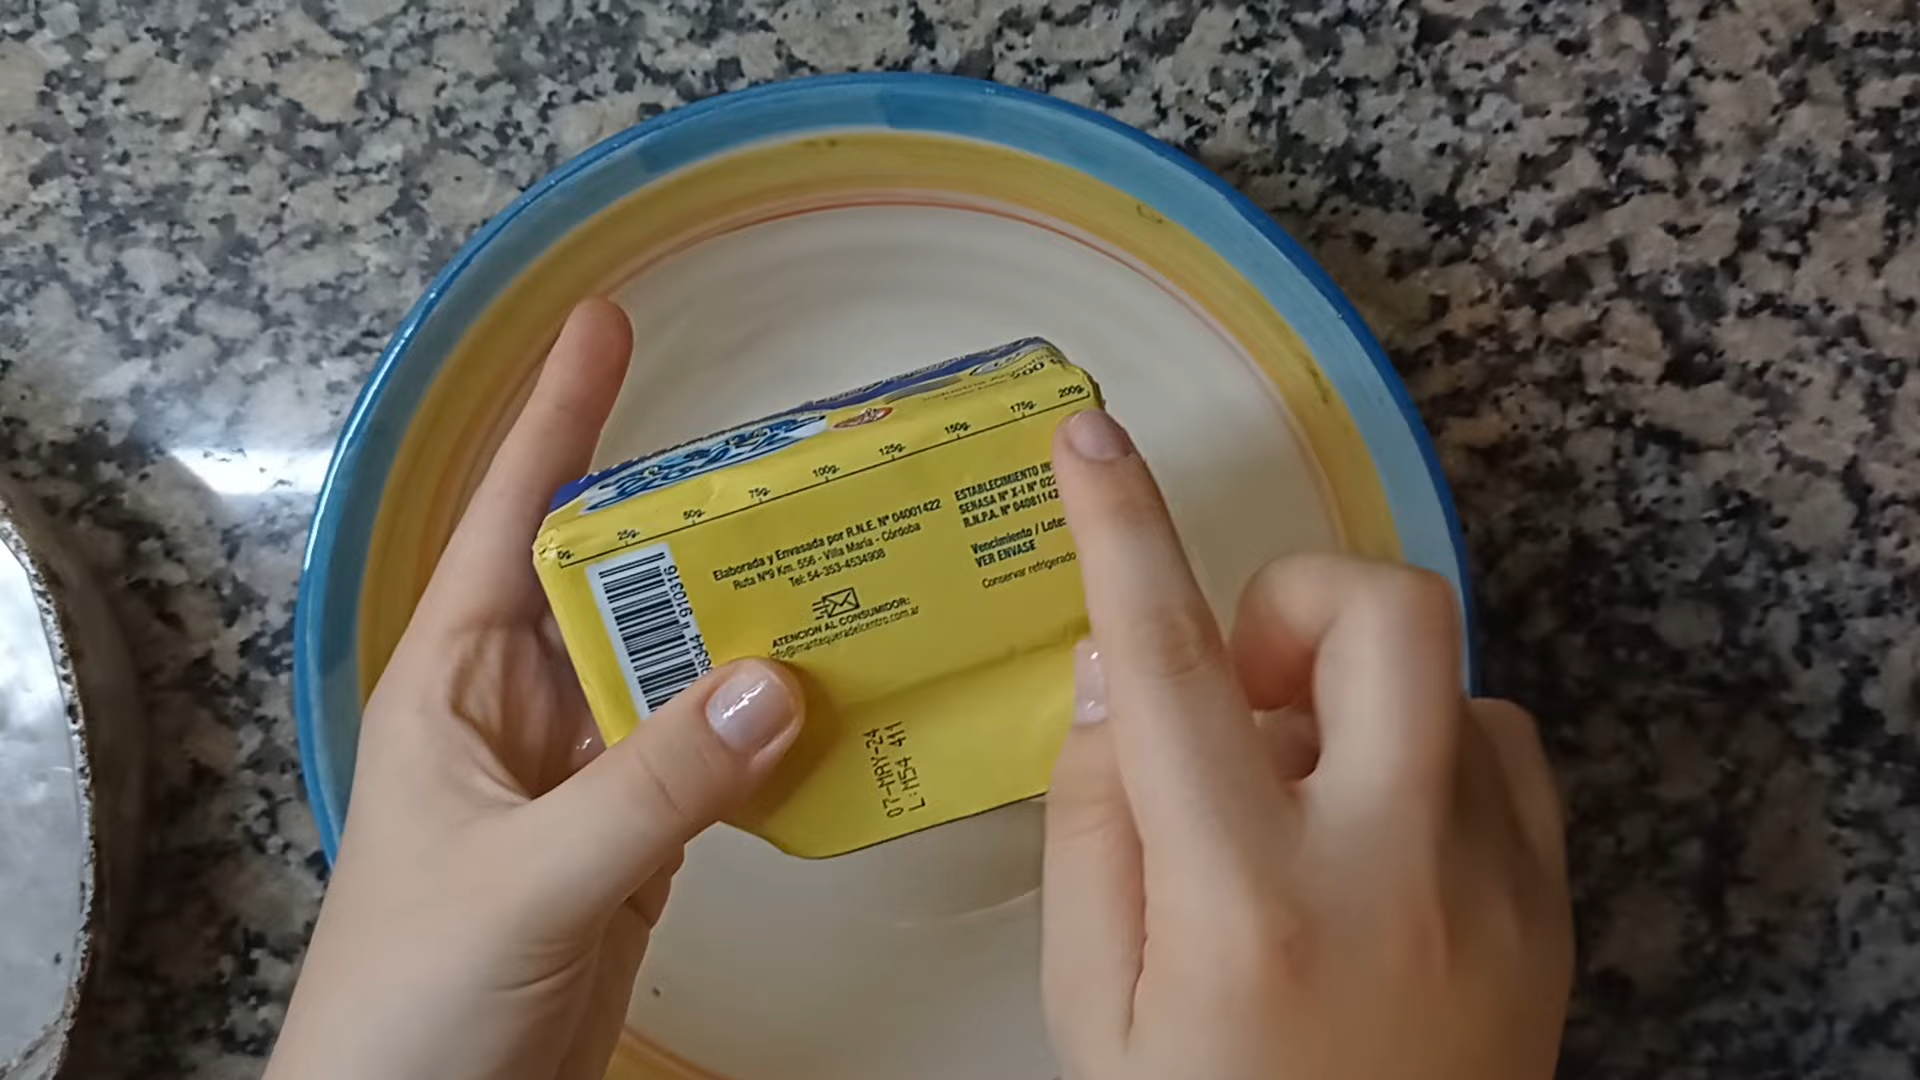 200
0g. 25g. 50g. 75g. 100g. 125g. 150g. 175g. 200g.
Elaborada y Envasada por R.N.E. Nº 04001422
Ruta Nº9 Km. 556 - Villa María - Córdoba
Tel: 54-353-4534908
ATENCION AL CONSUMIDOR:
info@mantequeradelcentro.com.ar
ESTABLECIMIENTO
SENASA Nº X-I Nº
R.N.P.A. Nº
Vencimiento / Lote:
VER ENVASE
Conservar refrigerado
910316
07-MAY-24
L:M54 411